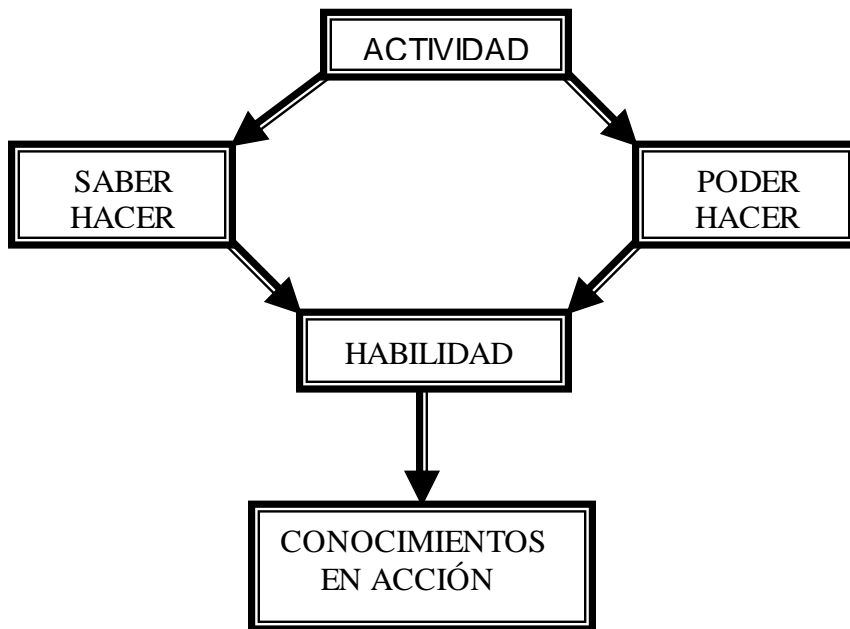 ACTIVIDAD
SABER
HACER
PODER
HACER
HABILIDAD
CONOCIMIENTOS
EN ACCIÓN